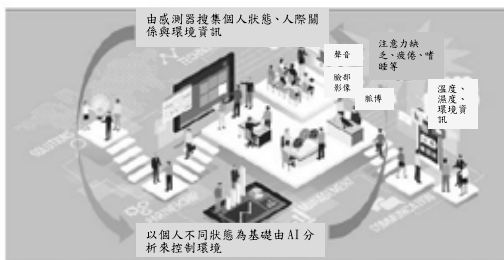 由感測器搜集個人狀態、人際關
係與環境資訊
聲音
注意力缺
乏、疲倦、嗜
睡等
臉部
影像
脈博
溫度、
濕度、
環境資
訊
以個人不同狀態為基礎由AI分
析來控制環境